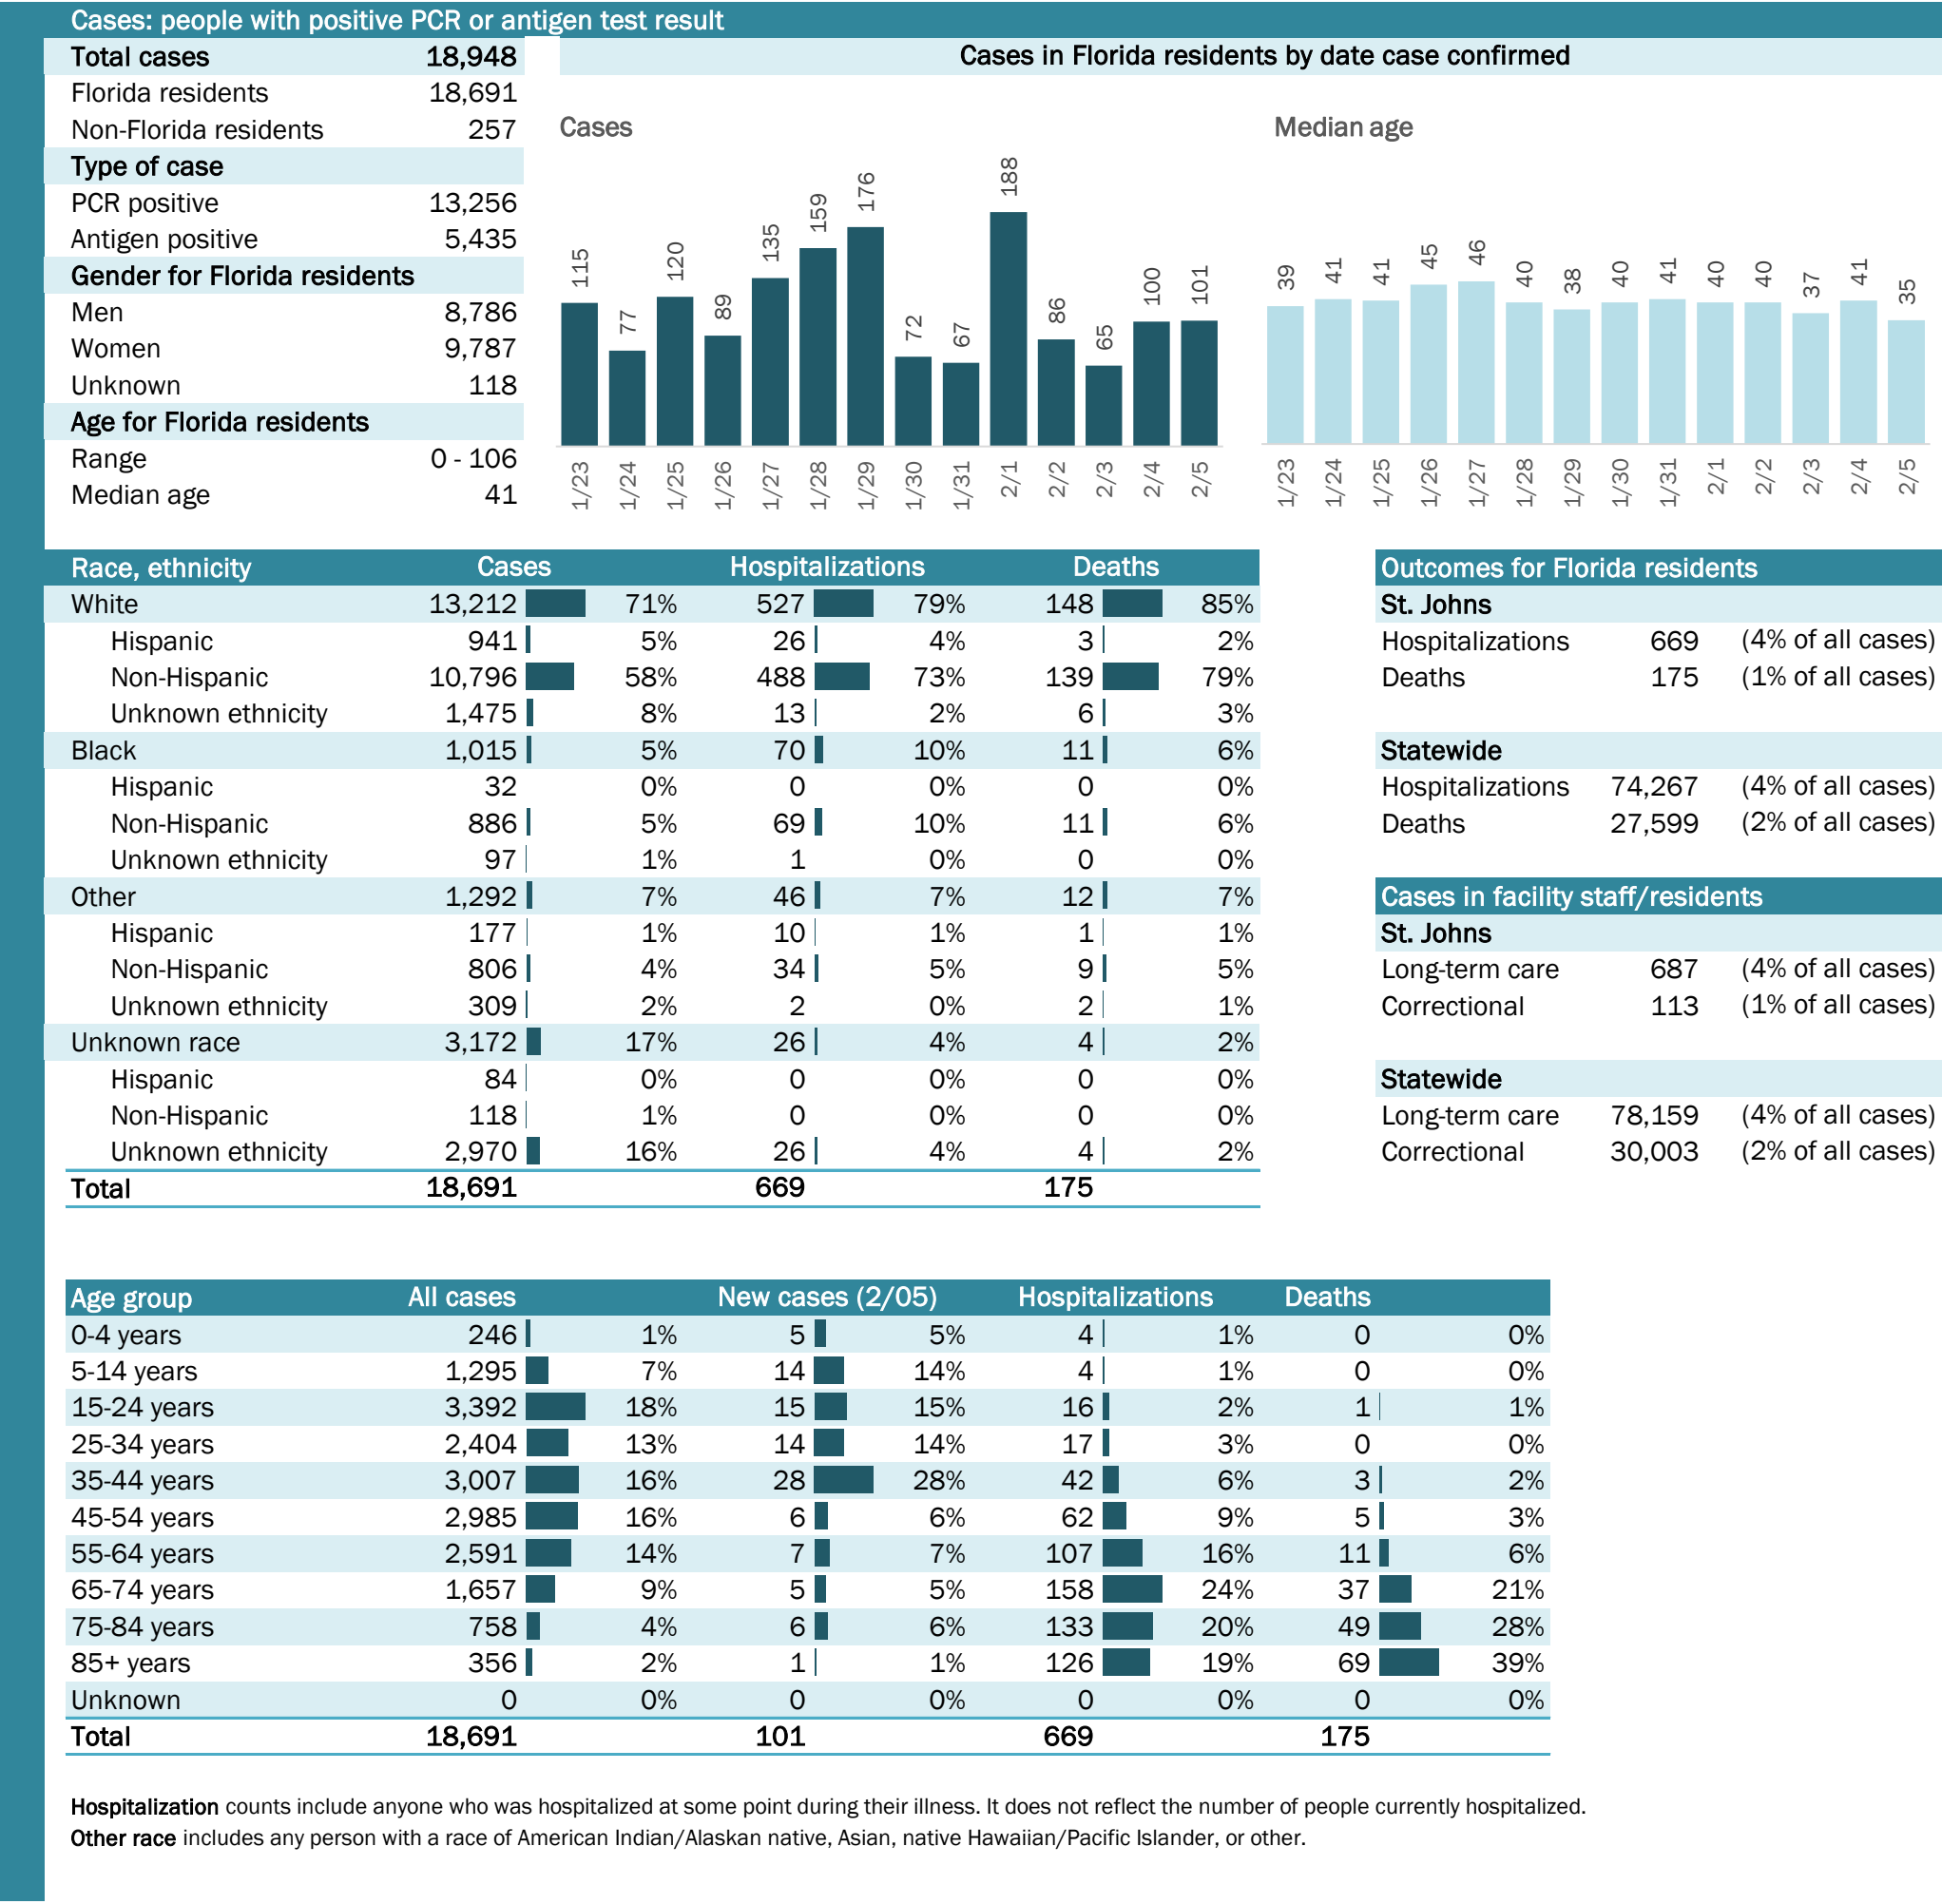 Cases: people with positive PCR or antigen test result
Total cases 18,948
Florida residents 18,691
Non-Florida residents 257
Type of case
PCR positive 13,256
Antigen positive 5,435
Gender for Florida residents
Men 8,786
Women 9,787
Unknown 118
Age for Florida residents
Range 0 - 106
Median age 41
Cases in Florida residents by date case confirmed
Cases
115 77 120 89 135 159 176 72 67 188 86 65 100 101
1/23 1/24 1/25 1/26 1/27 1/28 1/29 1/30 1/31 2/1 2/2 2/3 2/4 2/5
Median age
39 41 41 45 46 40 38 40 41 40 40 37 41 35
1/23 1/24 1/25 1/26 1/27 1/28 1/29 1/30 1/31 2/1 2/2 2/3 2/4 2/5
Race, ethnicity Cases Hospitalizations Deaths
White 13,212 71% 527 79% 148 85%
Hispanic 941 5% 26 4% 3 2%
Non-Hispanic 10,796 58% 488 73% 139 79%
Unknown ethnicity 1,475 8% 13 2% 6 3%
Black 1,015 5% 70 10% 11 6%
Hispanic 32 0% 0 0% 0 0%
Non-Hispanic 886 5% 69 10% 11 6%
Unknown ethnicity 97 1% 1 0% 0 0%
Other 1,292 7% 46 7% 12 7%
Hispanic 177 1% 10 1% 1 1%
Non-Hispanic 806 4% 34 5% 9 5%
Unknown ethnicity 309 2% 2 0% 2 1%
Unknown race 3,172 17% 26 4% 4 2%
Hispanic 84 0% 0 0% 0 0%
Non-Hispanic 118 1% 0 0% 0 0%
Unknown ethnicity 2,970 16% 26 4% 4 2%
Total 18,691 669 175
Outcomes for Florida residents
St. Johns
Hospitalizations 669 (4% of all cases)
Deaths 175 (1% of all cases)
Statewide
Hospitalizations 74,267 (4% of all cases)
Deaths 27,599 (2% of all cases)
Cases in facility staff/residents
St. Johns
Long-term care 687 (4% of all cases)
Correctional 113 (1% of all cases)
Statewide
Long-term care 78,159 (4% of all cases)
Correctional 30,003 (2% of all cases)
Age group All cases New cases (2/05) Hospitalizations Deaths
0-4 years 246 1% 5 5% 4 1% 0 0%
5-14 years 1,295 7% 14 14% 4 1% 0 0%
15-24 years 3,392 18% 15 15% 16 2% 1 1%
25-34 years 2,404 13% 14 14% 17 3% 0 0%
35-44 years 3,007 16% 28 28% 42 6% 3 2%
45-54 years 2,985 16% 6 6% 62 9% 5 3%
55-64 years 2,591 14% 7 7% 107 16% 11 6%
65-74 years 1,657 9% 5 5% 158 24% 37 21%
75-84 years 758 4% 6 6% 133 20% 49 28%
85+ years 356 2% 1 1% 126 19% 69 39%
Unknown 0 0% 0 0% 0 0% 0 0%
Total 18,691 101 669 175
Hospitalization counts include anyone who was hospitalized at some point during their illness. It does not reflect the number of people currently hospitalized.
Other race includes any person with a race of American Indian/Alaskan native, Asian, native Hawaiian/Pacific Islander, or other.